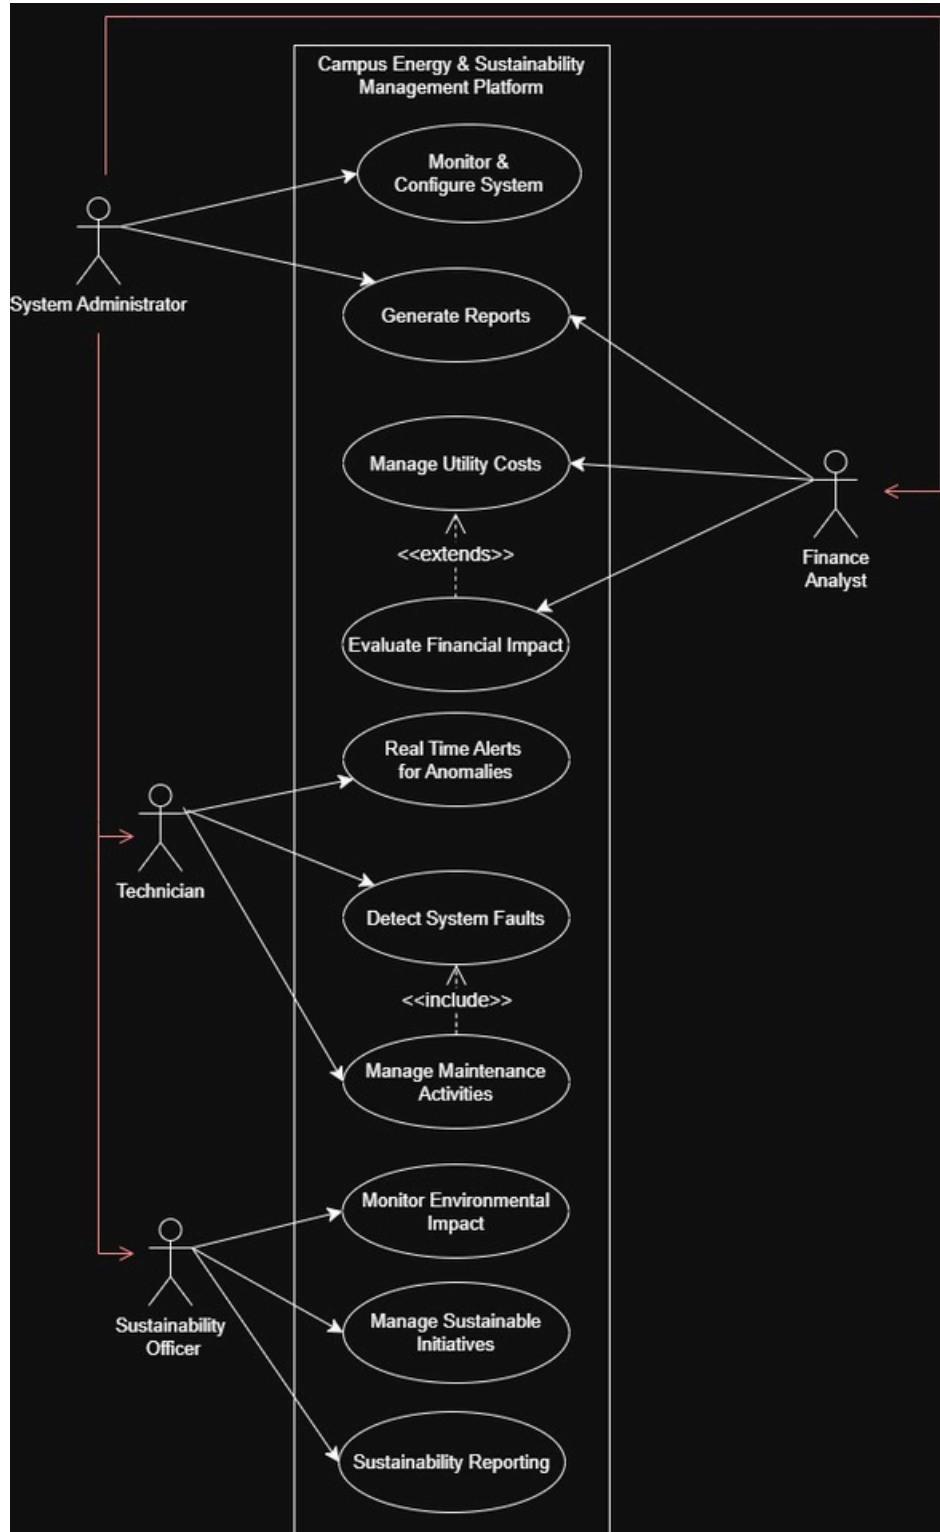 Campus Energy & Sustainability
Management Platform
Monitor &
Configure System
System Administrator
Generate Reports
Manage Utility Costs
<<extends>>
Finance
Analyst
Evaluate Financial Impact
Real Time Alerts
for Anomalies
Technician
Detect System Faults
<<include>>
Manage Maintenance
Activities
Monitor Environmental
Impact
Sustainability
Officer
Manage Sustainable
Initiatives
Sustainability Reporting